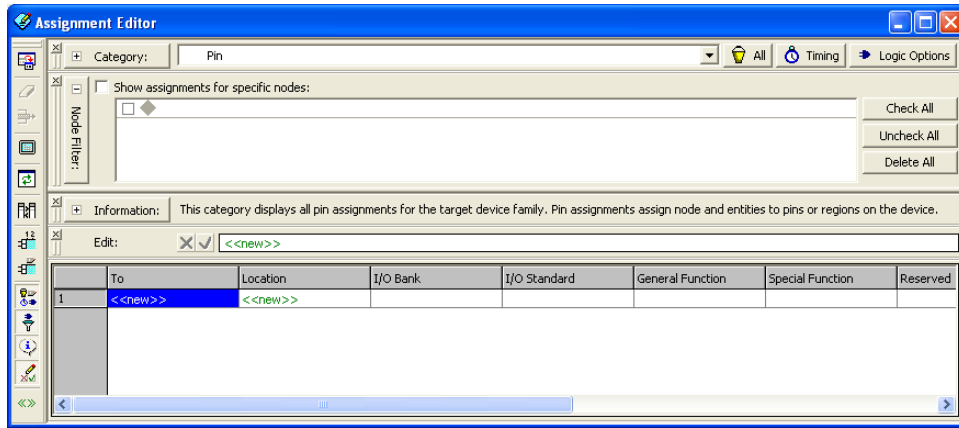 Assignment Editor
Category: Pin All Timing Logic Options
Show assignments for specific nodes:
Node Filter:
Check All
Uncheck All
Delete All
Information: This category displays all pin assignments for the target device family. Pin assignments assign node and entities to pins or regions on the device.
Edit: <<new>>
To Location I/O Bank I/O Standard General Function Special Function Reserved
1 <<new>> <<new>>